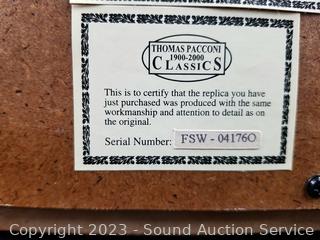 THOMAS PACCONI
1900-2000
CLASSICS
This is to certify that the replica you have
just purchased was produced with the same
workmanship and attention to detail as on
the original.
Serial Number: FSW - 04176O
Copyright © 2023 - Sound Auction Service